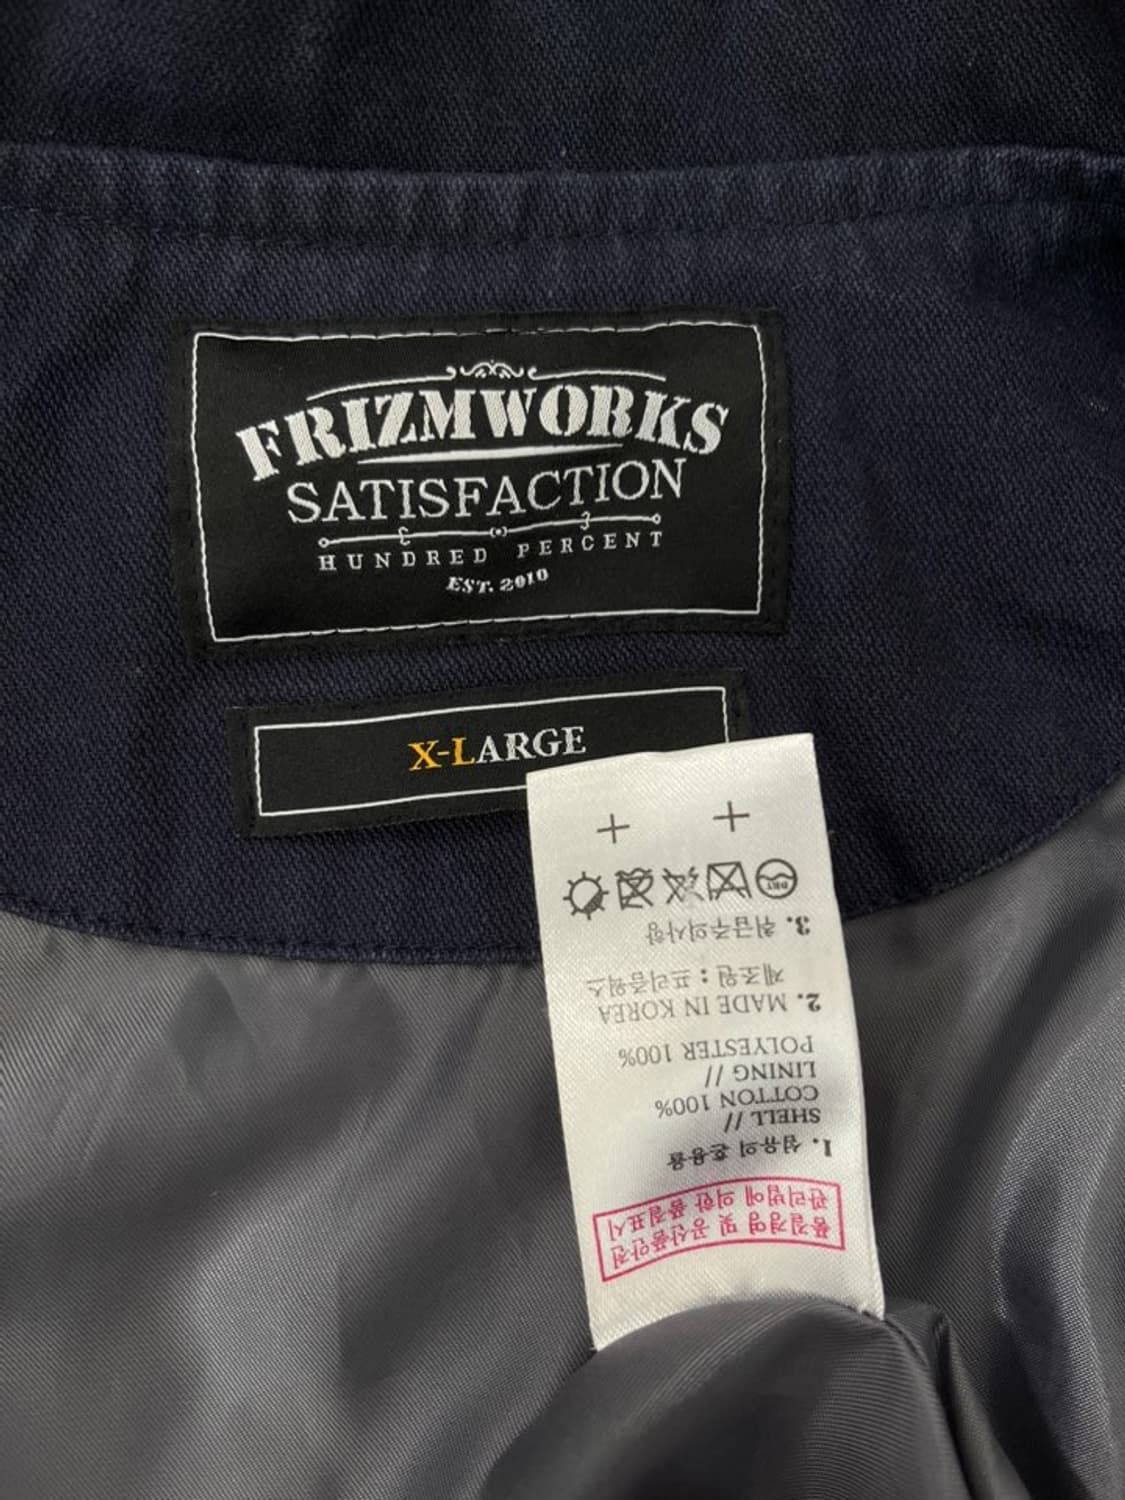 FRIZMWORKS
SATISFACTION
HUNDRED PERCENT
EST. 2010
X-LARGE
품질경영 및 공산품안전
관리법에 의한 품질표시
1. 섬유의 혼용율
SHELL //
COTTON 100%
LINING //
POLYESTER 100%
2. MADE IN KOREA
제조원 : 프리즘웍스
3. 취급주의사항
DRY